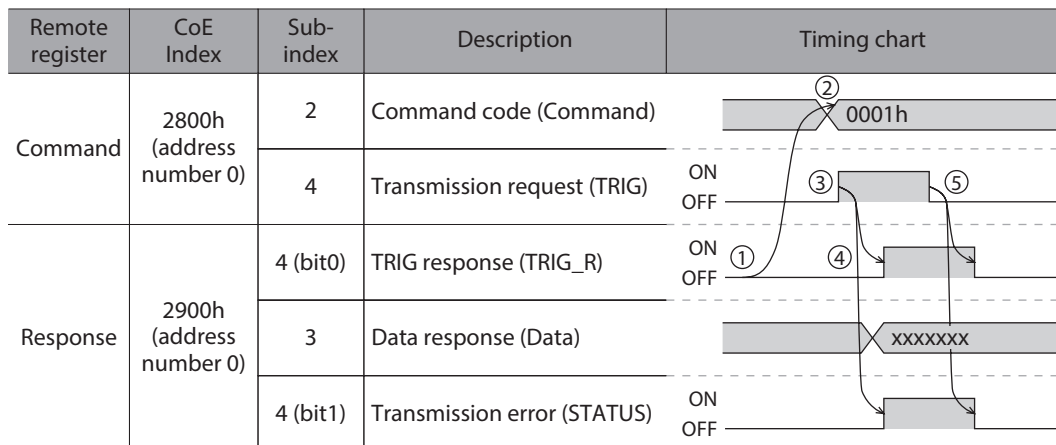 Remote
register
CoE
Index
Sub-
index
Description
Timing chart
Command
2800h
(address
number 0)
2
Command code (Command)
②
0001h
4
Transmission request (TRIG)
ON
OFF
③
⑤
Response
2900h
(address
number 0)
4 (bit0)
TRIG response (TRIG_R)
ON
OFF
①
④
3
Data response (Data)
xxxxxxx
4 (bit1)
Transmission error (STATUS)
ON
OFF